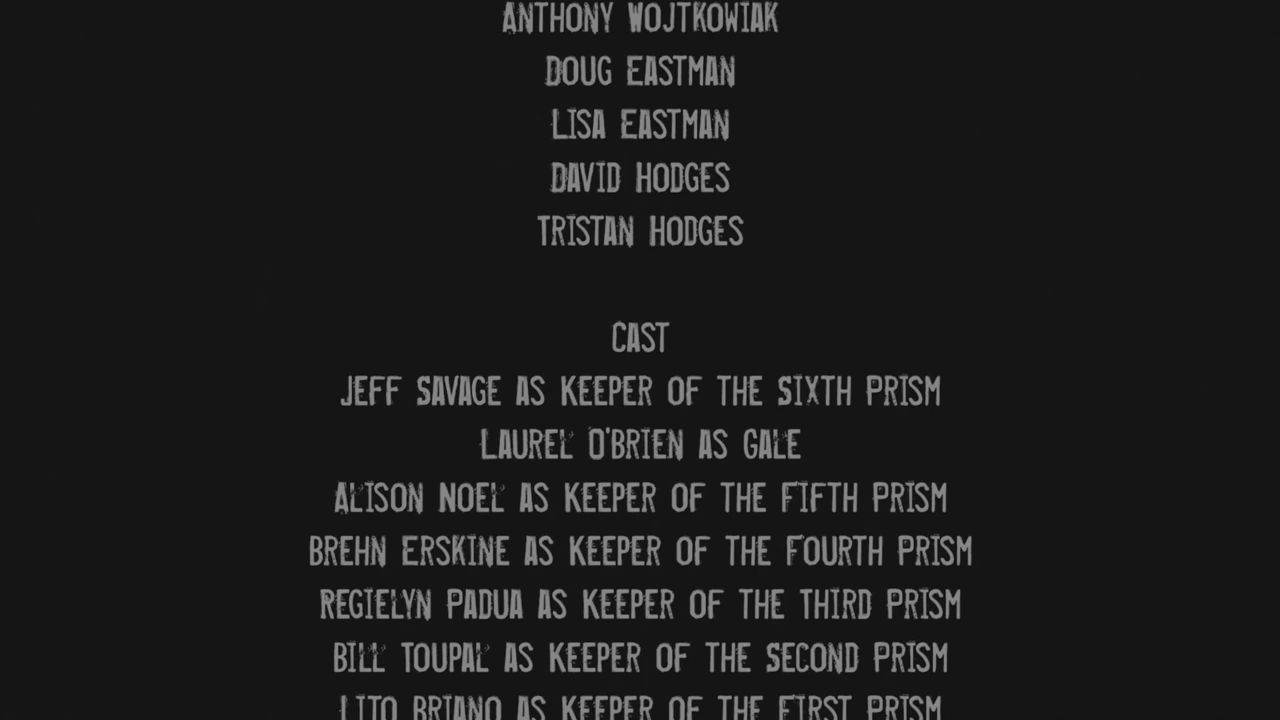 ANTHONY WOJTKOWIAK
DOUG EASTMAN
LISA EASTMAN
DAVID HODGES
TRISTAN HODGES
CAST
JEFF SAVAGE AS KEEPER OF THE SIXTH PRISM
LAUREL O'BRIEN AS GALE
ALISON NOEL AS KEEPER OF THE FIFTH PRISM
BREHN ERSKINE AS KEEPER OF THE FOURTH PRISM
REGIELYN PADUA AS KEEPER OF THE THIRD PRISM
BILL TOUPAL AS KEEPER OF THE SECOND PRISM
LITO BRIANO AS KEEPER OF THE FIRST PRISM